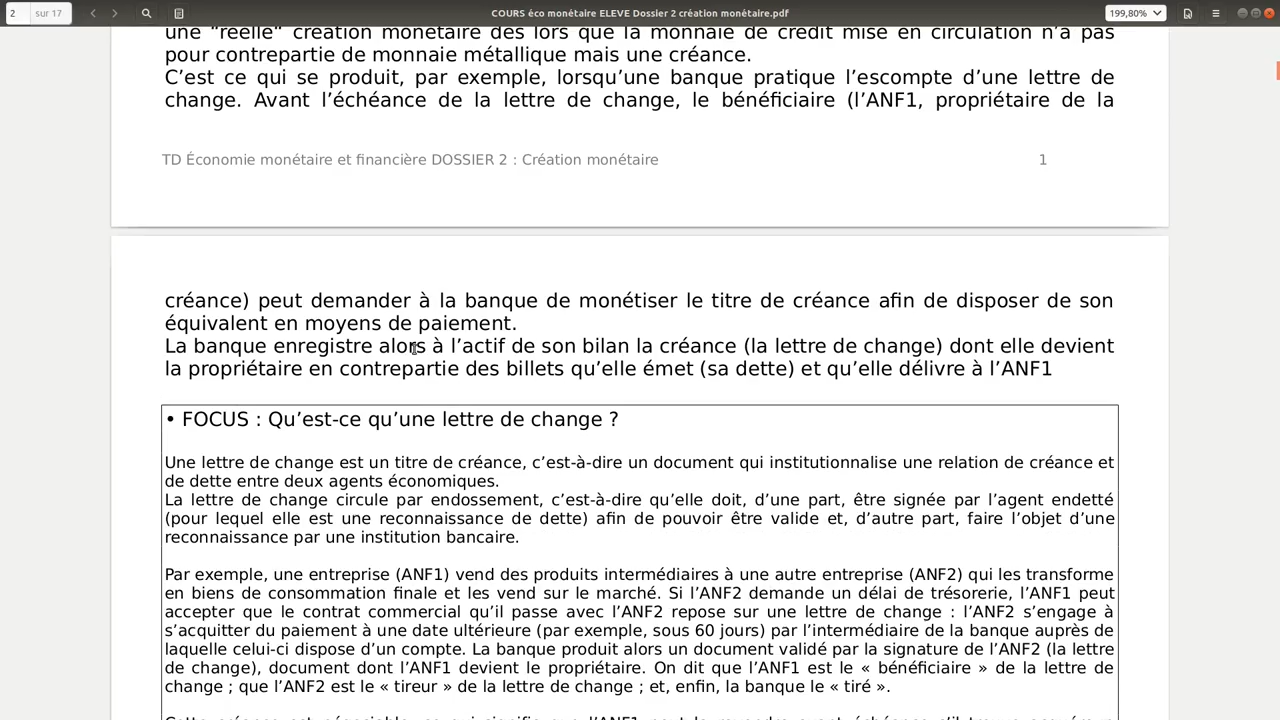 2 sur 17
COURS éco monétaire ELEVE Dossier 2 création monétaire.pdf
199,80%
une "réelle" création monétaire dès lors que la monnaie de crédit mise en circulation n'a pas
pour contrepartie de monnaie métallique mais une créance.
C'est ce qui se produit, par exemple, lorsqu'une banque pratique l'escompte d'une lettre de
change. Avant l'échéance de la lettre de change, le bénéficiaire (l'ANF1, propriétaire de la
TD Économie monétaire et financière DOSSIER 2 : Création monétaire
1
créance) peut demander à la banque de monétiser le titre de créance afin de disposer de son
équivalent en moyens de paiement.
La banque enregistre alors à l'actif de son bilan la créance (la lettre de change) dont elle devient
la propriétaire en contrepartie des billets qu'elle émet (sa dette) et qu'elle délivre à l'ANF1
• FOCUS : Qu'est-ce qu'une lettre de change ?
Une lettre de change est un titre de créance, c'est-à-dire un document qui institutionnalise une relation de créance et
de dette entre deux agents économiques.
La lettre de change circule par endossement, c'est-à-dire qu'elle doit, d'une part, être signée par l'agent endetté
(pour lequel elle est une reconnaissance de dette) afin de pouvoir être valide et, d'autre part, faire l'objet d'une
reconnaissance par une institution bancaire.
Par exemple, une entreprise (ANF1) vend des produits intermédiaires à une autre entreprise (ANF2) qui les transforme
en biens de consommation finale et les vend sur le marché. Si l'ANF2 demande un délai de trésorerie, l'ANF1 peut
accepter que le contrat commercial qu'il passe avec l'ANF2 repose sur une lettre de change : l'ANF2 s'engage à
s'acquitter du paiement à une date ultérieure (par exemple, sous 60 jours) par l'intermédiaire de la banque auprès de
laquelle celui-ci dispose d'un compte. La banque produit alors un document validé par la signature de l'ANF2 (la lettre
de change), document dont l'ANF1 devient le propriétaire. On dit que l'ANF1 est le « bénéficiaire » de la lettre de
change ; que l'ANF2 est le « tireur » de la lettre de change ; et, enfin, la banque le « tiré ».